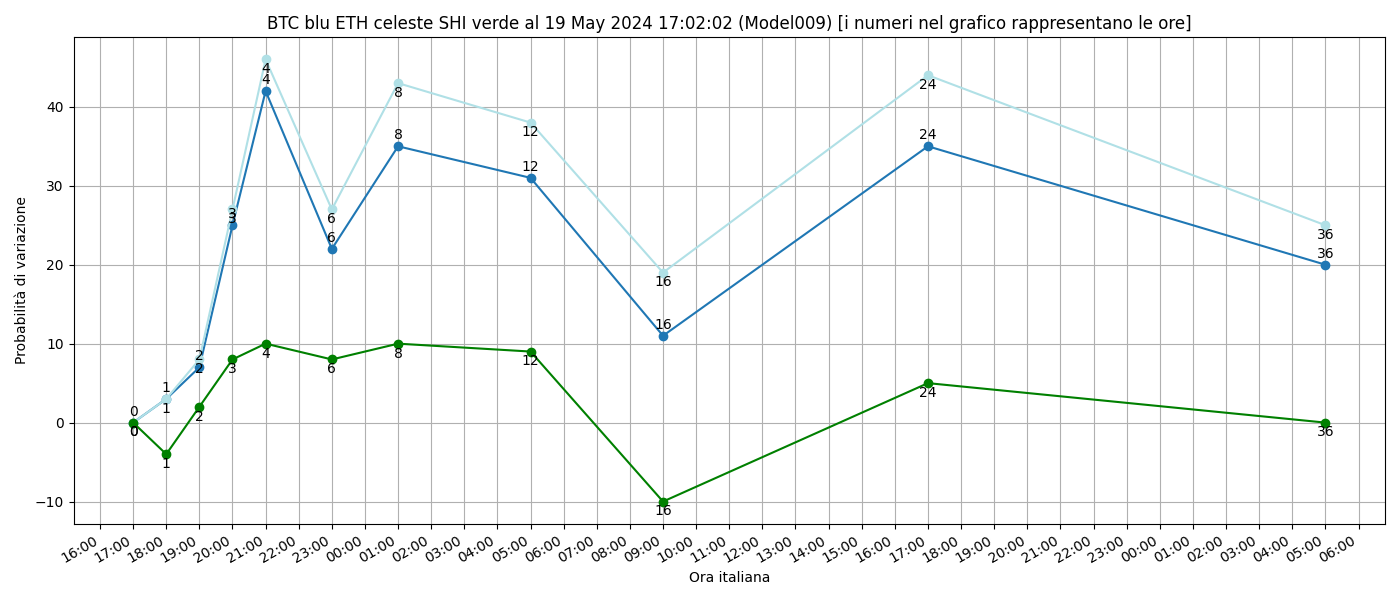 BTC blu ETH celeste SHI verde al 19 May 2024 17:02:02 (Model009) [i numeri nel grafico rappresentano le ore]
Probabilità di variazione
40
30
20
10
0
−10
0 1 2 3 4 6 8 12 16 24 36
0 1 2 3 4 6 8 12 16 24 36
0 1 2 3 4 6 8 12 16 24 36
16:00 17:00 18:00 19:00 20:00 21:00 22:00 23:00 00:00 01:00 02:00 03:00 04:00 05:00 06:00 07:00 08:00 09:00 10:00 11:00 12:00 13:00 14:00 15:00 16:00 17:00 18:00 19:00 20:00 21:00 22:00 23:00 00:00 01:00 02:00 03:00 04:00 05:00 06:00
Ora italiana